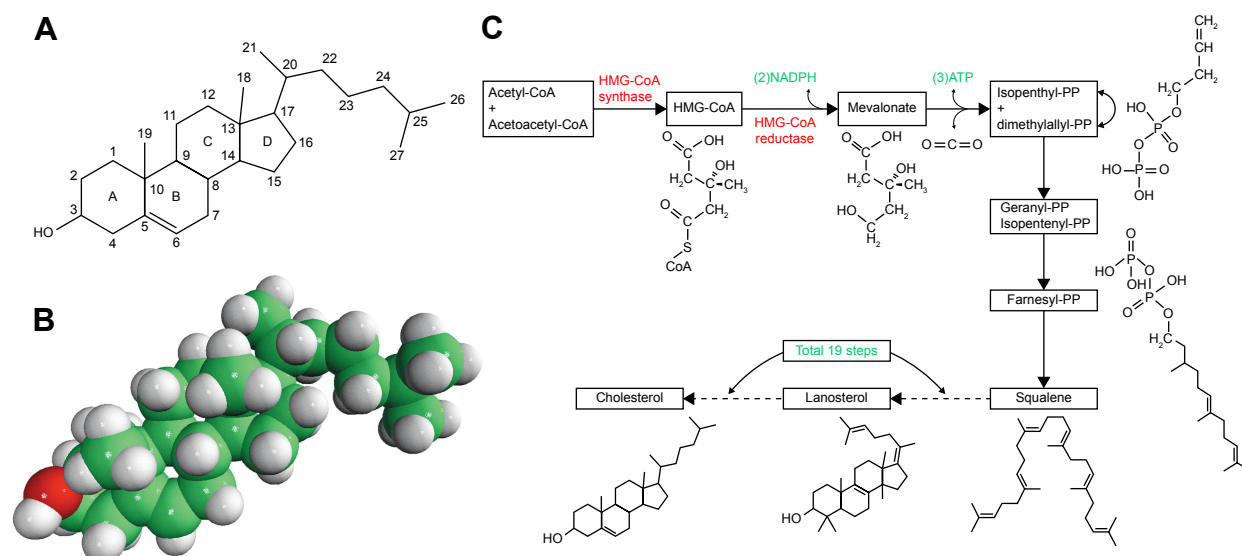 A
21
22
20
24
18
12
23
26
11
17
25
19
13
C
D
16
27
1
9
14
2
10
8
15
A
B
3
5
7
HO
4
6
B
C
Acetyl-CoA
+
Acetoacetyl-CoA
HMG-CoA
synthase
HMG-CoA
(2)NADPH
HMG-CoA
reductase
Mevalonate
(3)ATP
O=C=O
Isopenthyl-PP
+
dimethylallyl-PP
CH2
CH
CH2
H2C
O
HO
P
OH
O
O
HO
P
O
OH
O
OH
C
OH
H2C
C
CH3
O
CH2
C
S
CoA
O
OH
C
OH
H2C
C
CH3
HO
CH2
C
H2
Geranyl-PP
Isopentenyl-PP
Farnesyl-PP
O
P
HO
O
OH
OH
P
O
O
H2C
Total 19 steps
Cholesterol
Lanosterol
Squalene
HO
HO